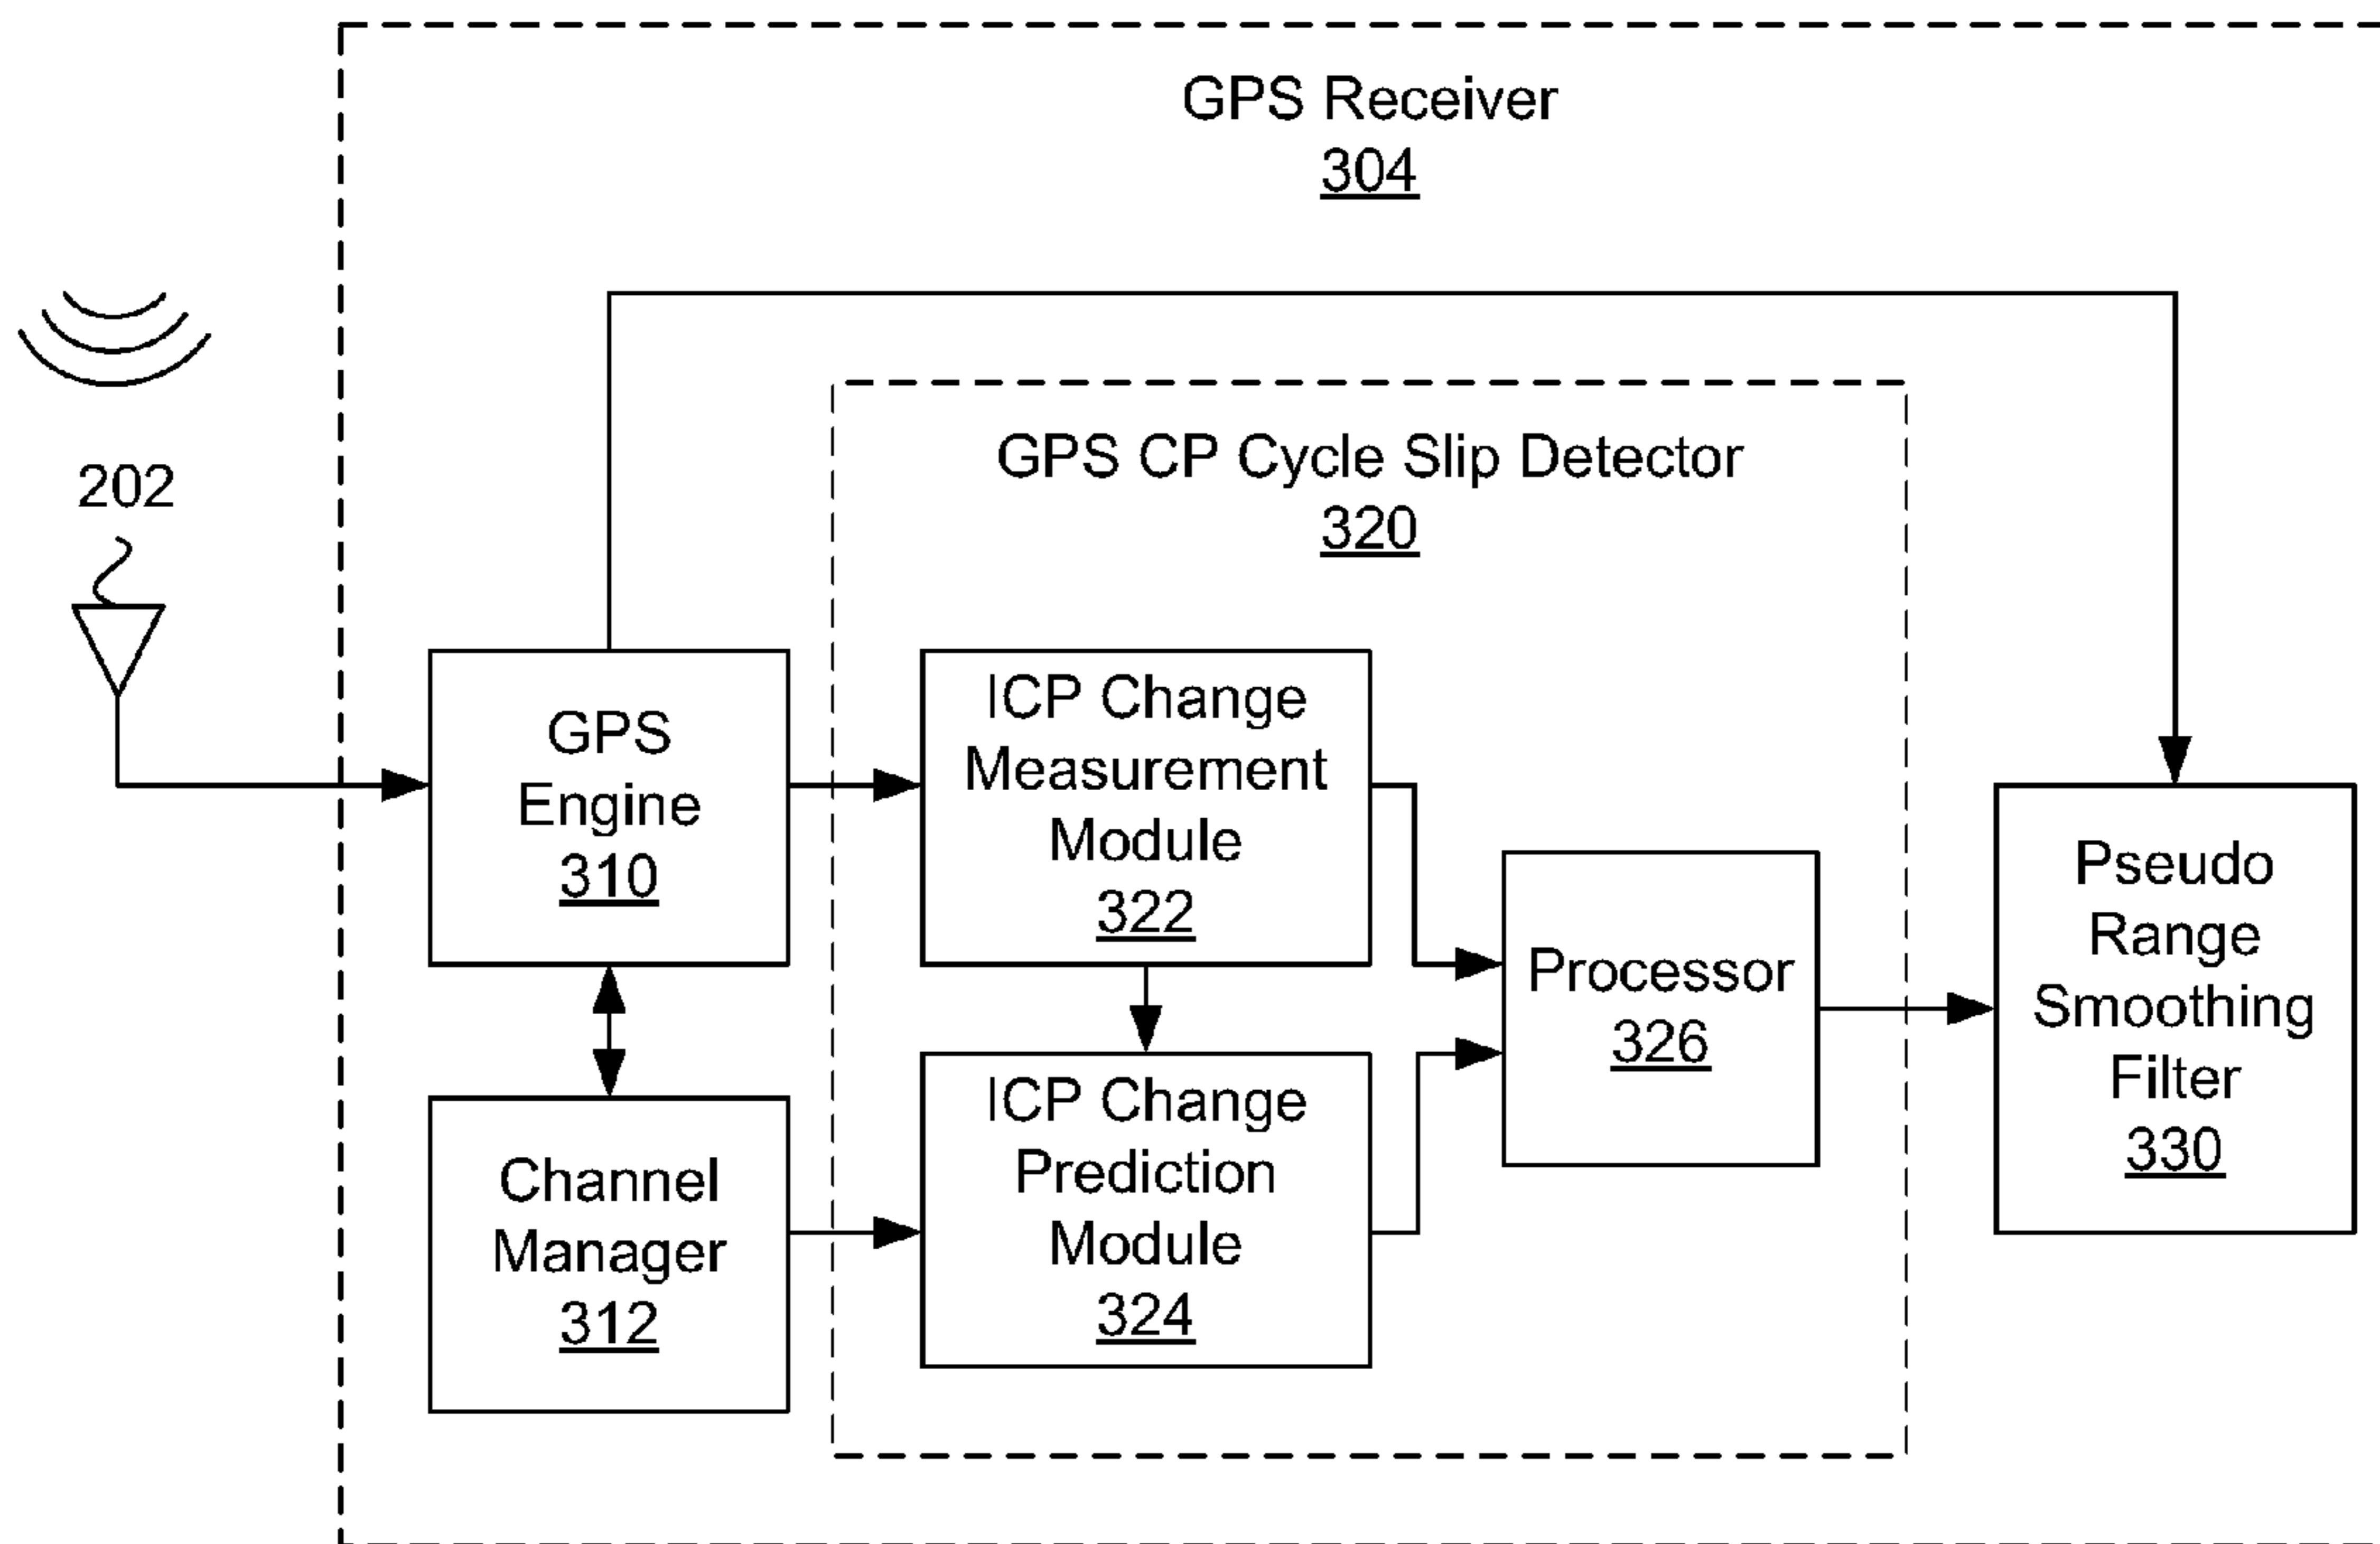 GPS Receiver
304
202
GPS CP Cycle Slip Detector
320
GPS
Engine
310
ICP Change
Measurement
Module
322
Processor
326
Pseudo
Range
Smoothing
Filter
330
Channel
Manager
312
ICP Change
Prediction
Module
324